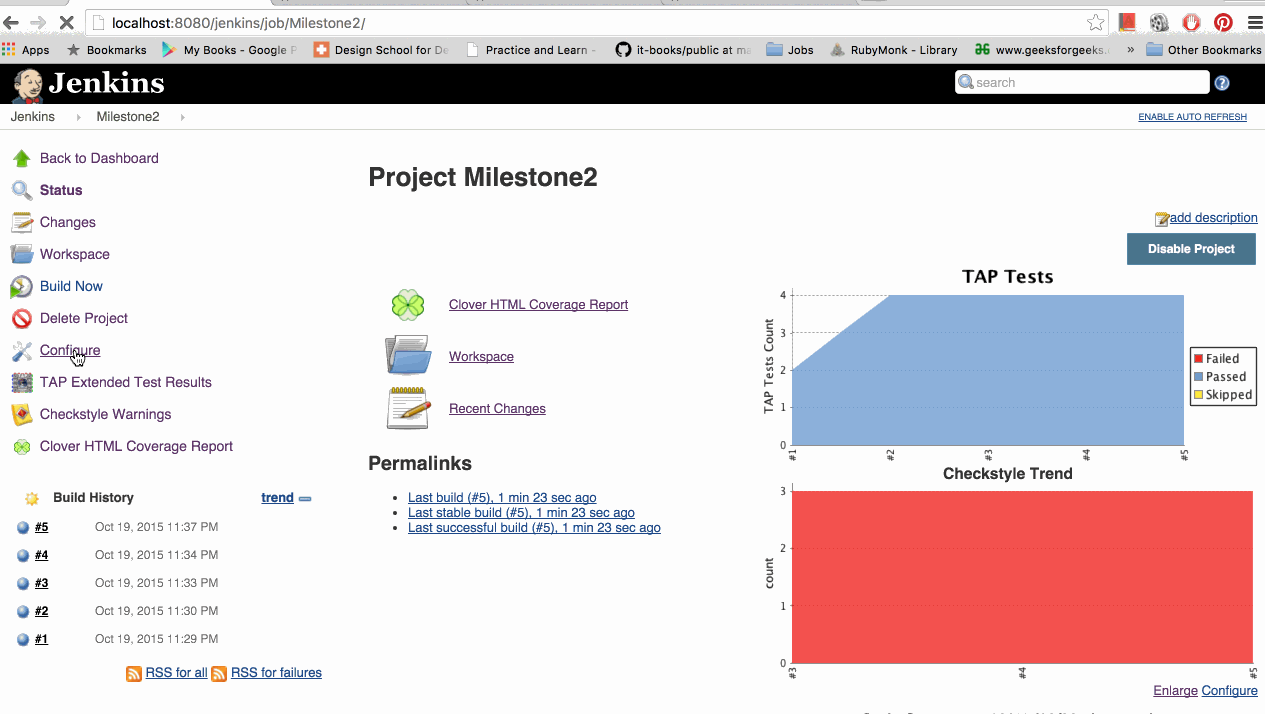 localhost:8080/jenkins/job/Milestone2/
Apps Bookmarks My Books - Google Design School for De Practice and Learn - it-books/public at ma Jobs RubyMonk - Library www.geeksforgeeks. » Other Bookmarks
Jenkins
search
?
Jenkins Milestone2
ENABLE AUTO REFRESH
Back to Dashboard
Status
Changes
Workspace
Build Now
Delete Project
Configure
TAP Extended Test Results
Checkstyle Warnings
Clover HTML Coverage Report
Build History trend
#5 Oct 19, 2015 11:37 PM
#4 Oct 19, 2015 11:34 PM
#3 Oct 19, 2015 11:33 PM
#2 Oct 19, 2015 11:30 PM
#1 Oct 19, 2015 11:29 PM
RSS for all RSS for failures
Project Milestone2
add description
Disable Project
Clover HTML Coverage Report
Workspace
Recent Changes
Permalinks
Last build (#5), 1 min 23 sec ago
Last stable build (#5), 1 min 23 sec ago
Last successful build (#5), 1 min 23 sec ago
TAP Tests
TAP Tests Count
4
3
2
1
0
#1 #2 #3 #4 #5
Failed
Passed
Skipped
Checkstyle Trend
count
3
2
1
0
#3 #4 #5
Enlarge Configure